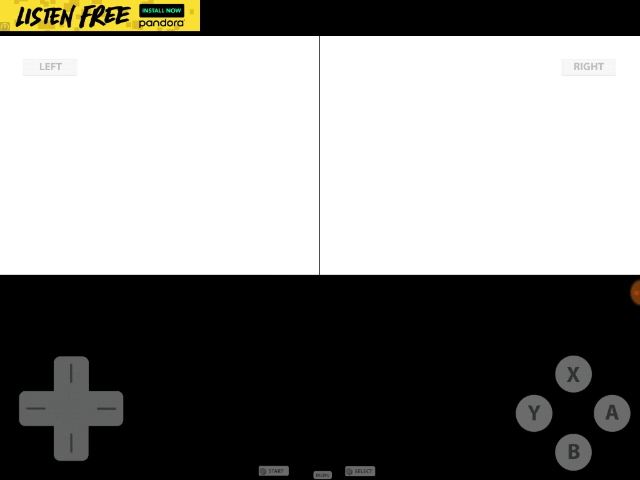 LISTEN FREE
INSTALL NOW
pandora
LEFT
RIGHT
X
Y
A
B
START
SELECT